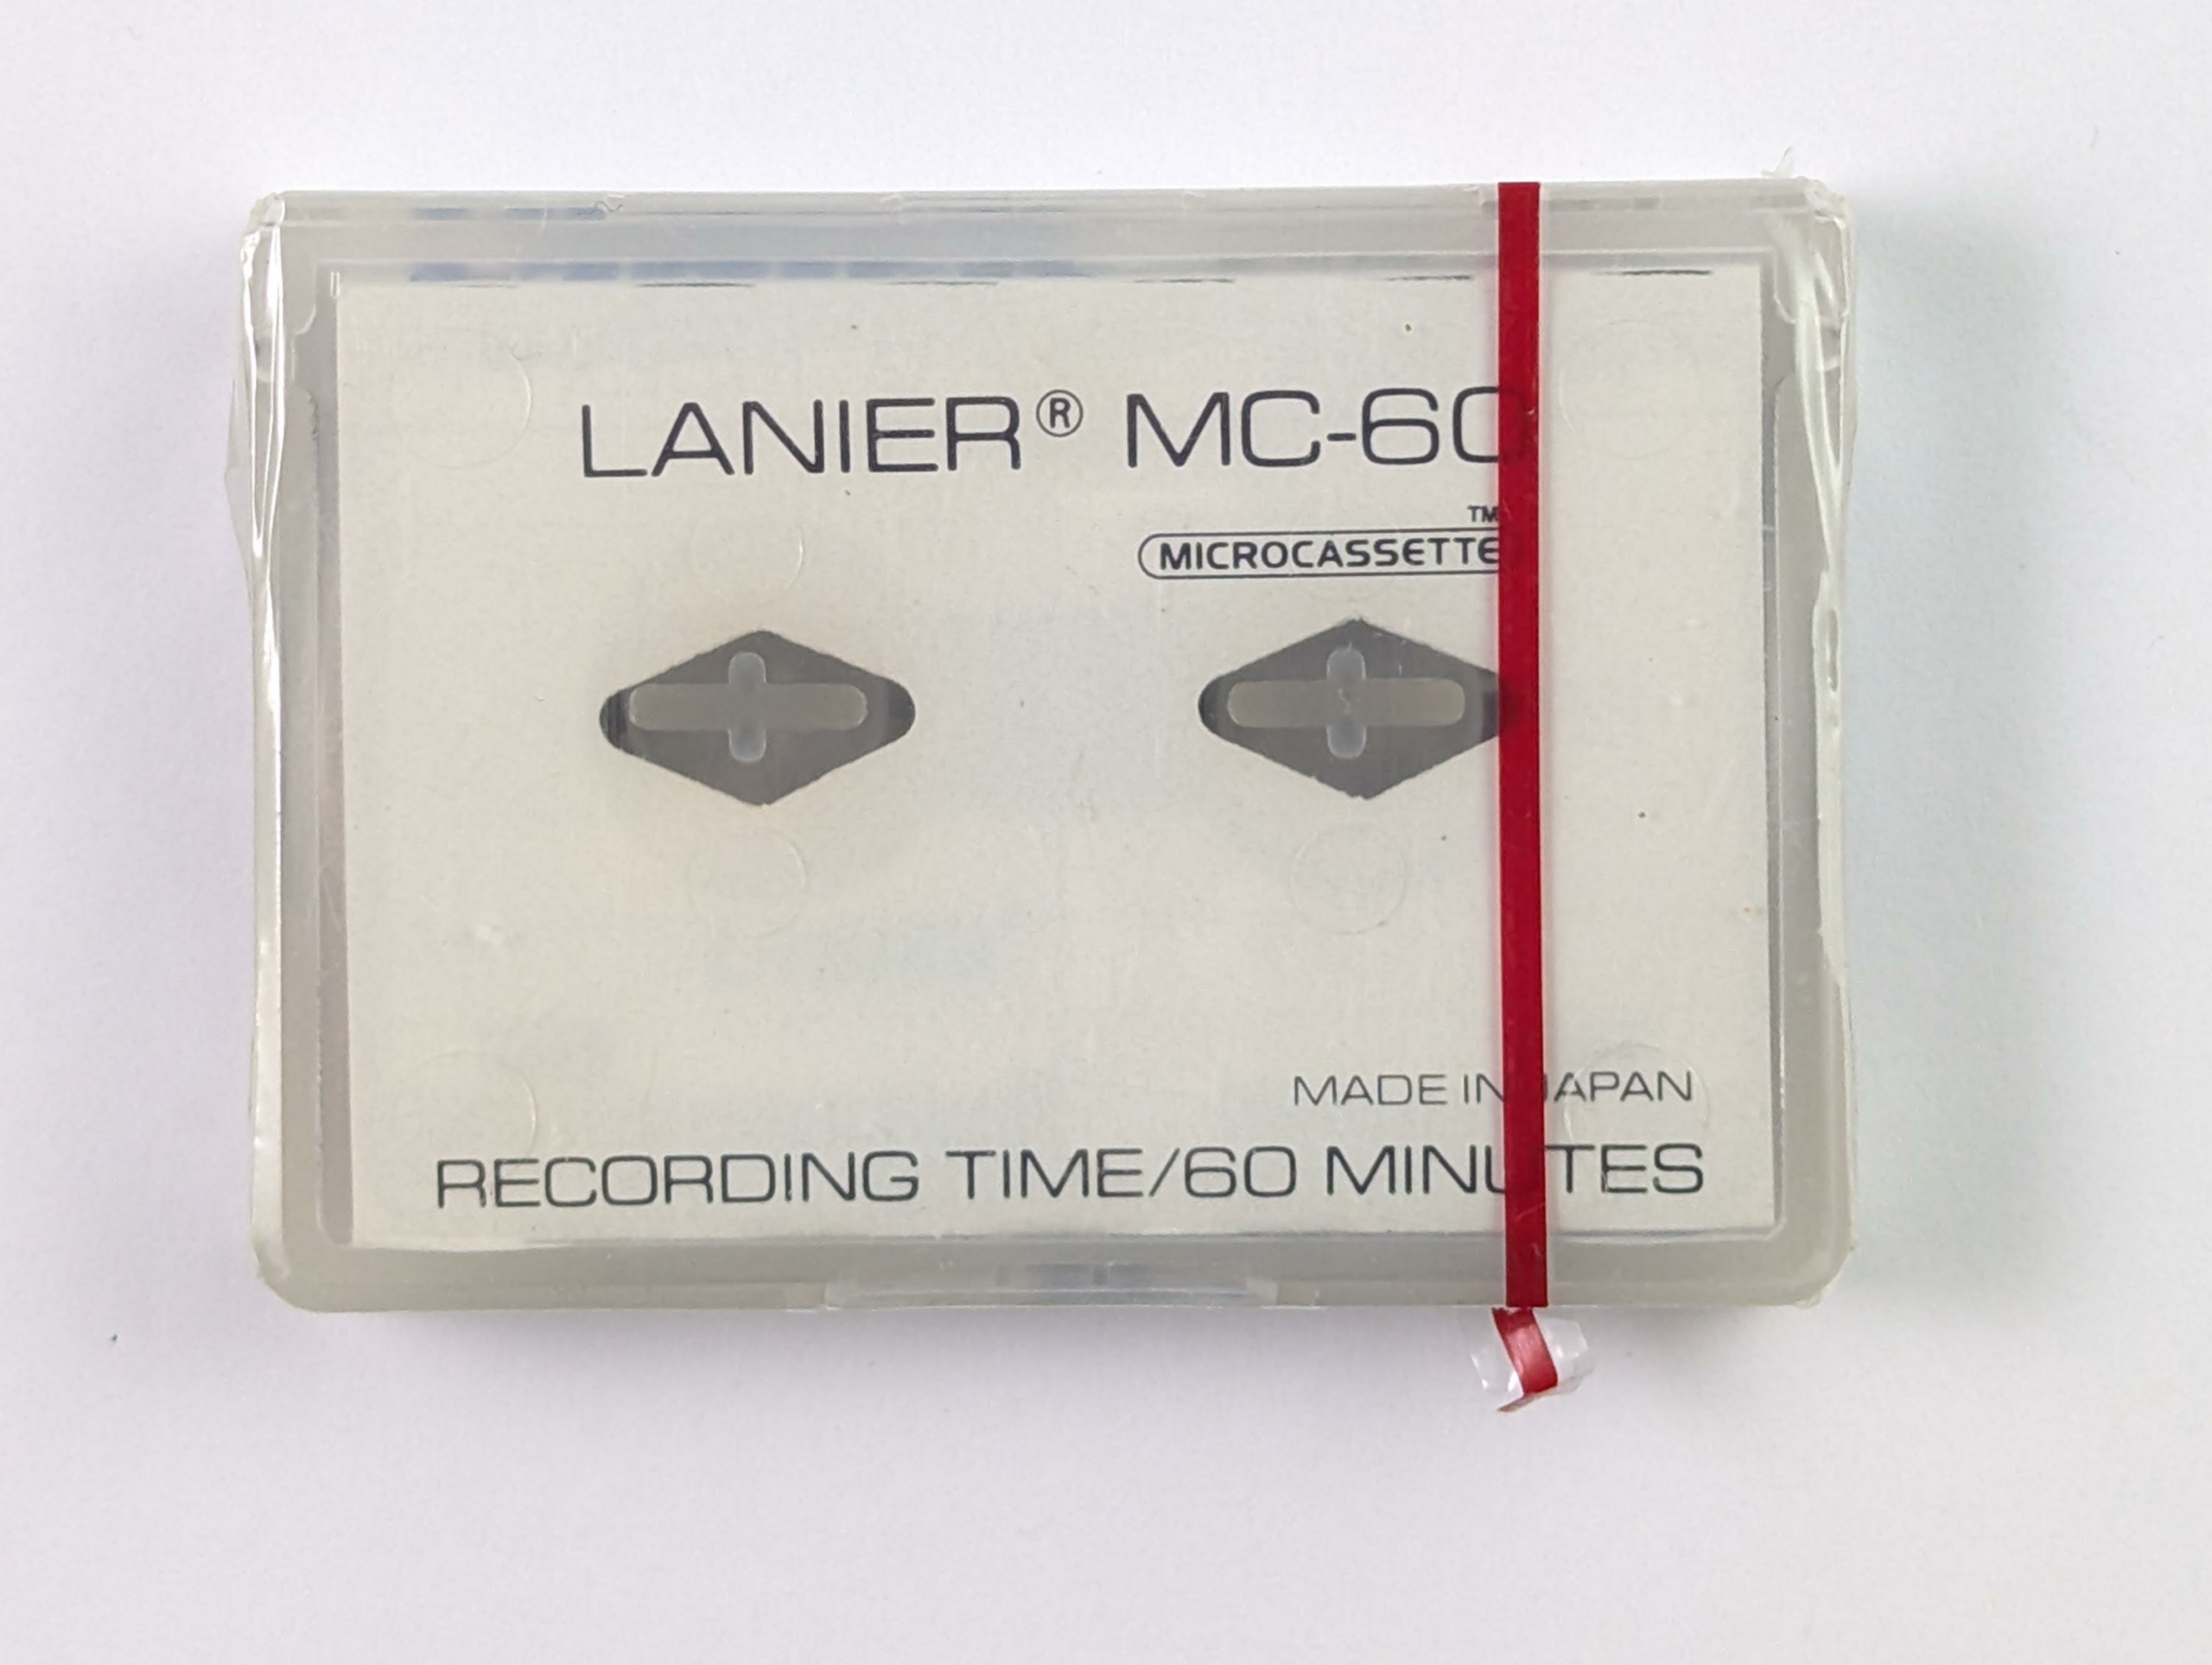 LANIER® MC-60
TM
MICROCASSETTE
MADE IN JAPAN
RECORDING TIME/60 MINUTES